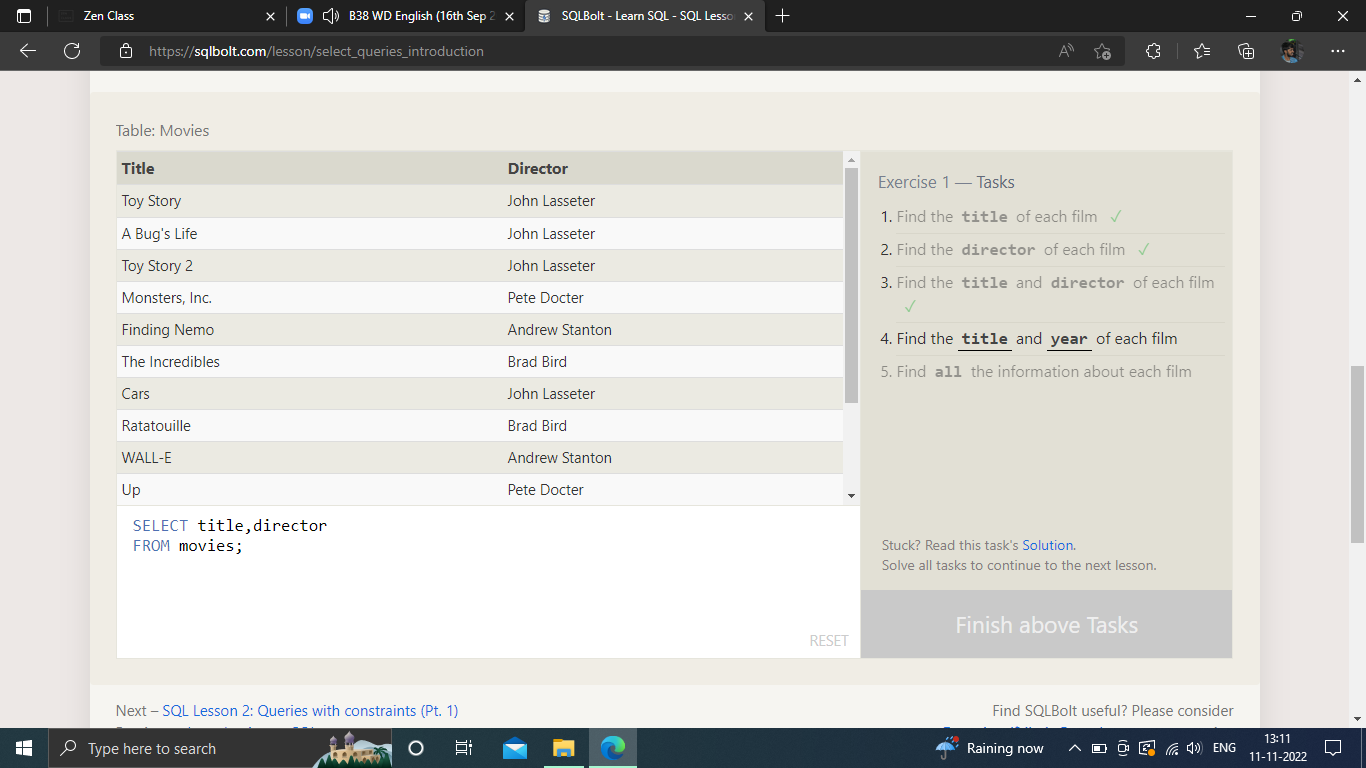 Zen Class
B38 WD English (16th Sep 2
SQLBolt - Learn SQL - SQL Lesso
https://sqlbolt.com/lesson/select_queries_introduction
Table: Movies
Title Director
Toy Story John Lasseter
A Bug's Life John Lasseter
Toy Story 2 John Lasseter
Monsters, Inc. Pete Docter
Finding Nemo Andrew Stanton
The Incredibles Brad Bird
Cars John Lasseter
Ratatouille Brad Bird
WALL-E Andrew Stanton
Up Pete Docter
SELECT title,director
FROM movies;
RESET
Exercise 1 — Tasks
1. Find the title of each film ✓
2. Find the director of each film ✓
3. Find the title and director of each film
✓
4. Find the title and year of each film
5. Find all the information about each film
Stuck? Read this task's Solution.
Solve all tasks to continue to the next lesson.
Finish above Tasks
Next – SQL Lesson 2: Queries with constraints (Pt. 1)
Find SQLBolt useful? Please consider
Type here to search
Raining now
ENG
13:11
11-11-2022